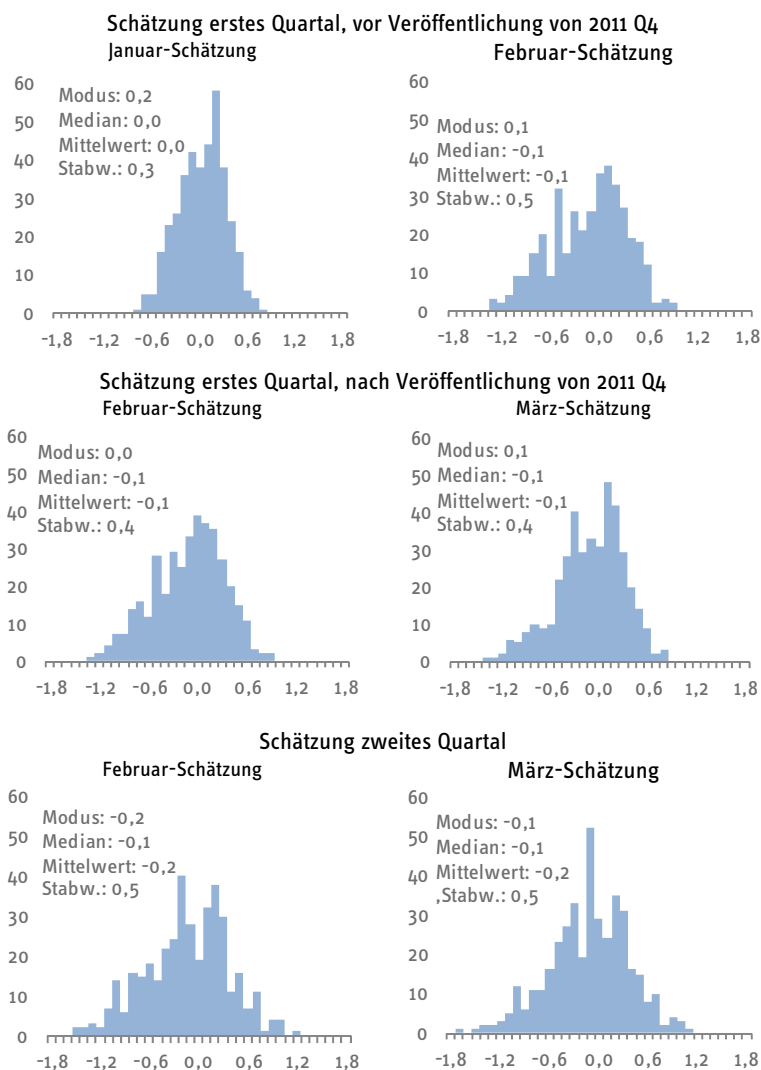 Schätzung erstes Quartal, vor Veröffentlichung von 2011 Q4
Januar-Schätzung
60
50
40
30
20
10
0
Modus: 0,2
Median: 0,0
Mittelwert: 0,0
Stabw.: 0,3
-1,8 -1,2 -0,6 0,0 0,6 1,2 1,8
Februar-Schätzung
60
50
40
30
20
10
0
Modus: 0,1
Median: -0,1
Mittelwert: -0,1
Stabw.: 0,5
-1,8 -1,2 -0,6 0,0 0,6 1,2 1,8
Schätzung erstes Quartal, nach Veröffentlichung von 2011 Q4
Februar-Schätzung
60
50
40
30
20
10
0
Modus: 0,0
Median: -0,1
Mittelwert: -0,1
Stabw.: 0,4
-1,8 -1,2 -0,6 0,0 0,6 1,2 1,8
März-Schätzung
60
50
40
30
20
10
0
Modus: 0,1
Median: -0,1
Mittelwert: -0,1
Stabw.: 0,4
-1,8 -1,2 -0,6 0,0 0,6 1,2 1,8
Schätzung zweites Quartal
Februar-Schätzung
60
50
40
30
20
10
0
Modus: -0,2
Median: -0,1
Mittelwert: -0,2
Stabw.: 0,5
-1,8 -1,2 -0,6 0,0 0,6 1,2 1,8
März-Schätzung
60
50
40
30
20
10
0
Modus: -0,1
Median: -0,1
Mittelwert: -0,2
,Stabw.: 0,5
-1,8 -1,2 -0,6 0,0 0,6 1,2 1,8